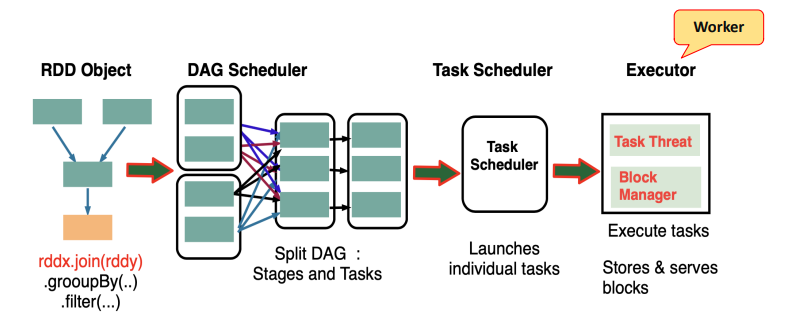 Worker
RDD Object
DAG Scheduler
Task Scheduler
Executor
Task
Scheduler
Task Threat
Block
Manager
rddx.join(rddy)
.grooupBy(..)
.filter(...)
Split DAG :
Stages and Tasks
Launches
individual tasks
Execute tasks
Stores & serves
blocks